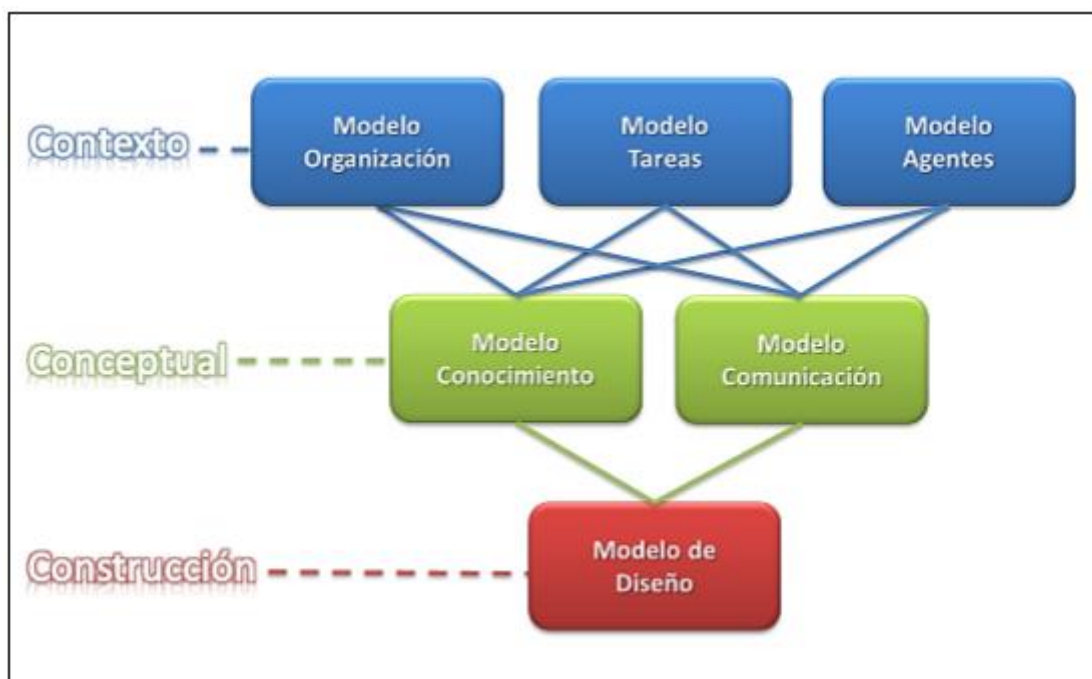 Contexto
Modelo
Organización
Modelo
Tareas
Modelo
Agentes
Conceptual
Modelo
Conocimiento
Modelo
Comunicación
Construcción
Modelo de
Diseño